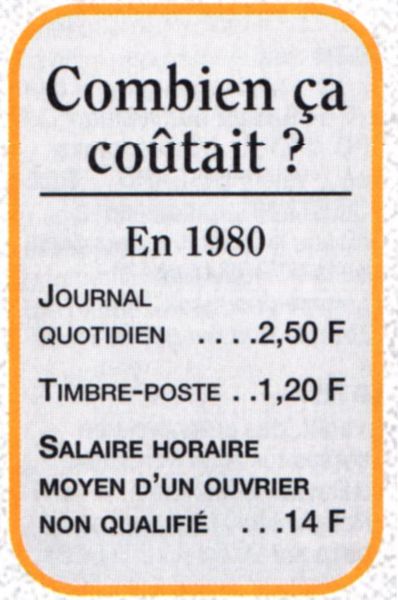 Combien ça
coûtait ?
En 1980
JOURNAL
QUOTIDIEN ....2,50 F
TIMBRE-POSTE ..1,20 F
SALAIRE HORAIRE
MOYEN D'UN OUVRIER
NON QUALIFIÉ ....14 F